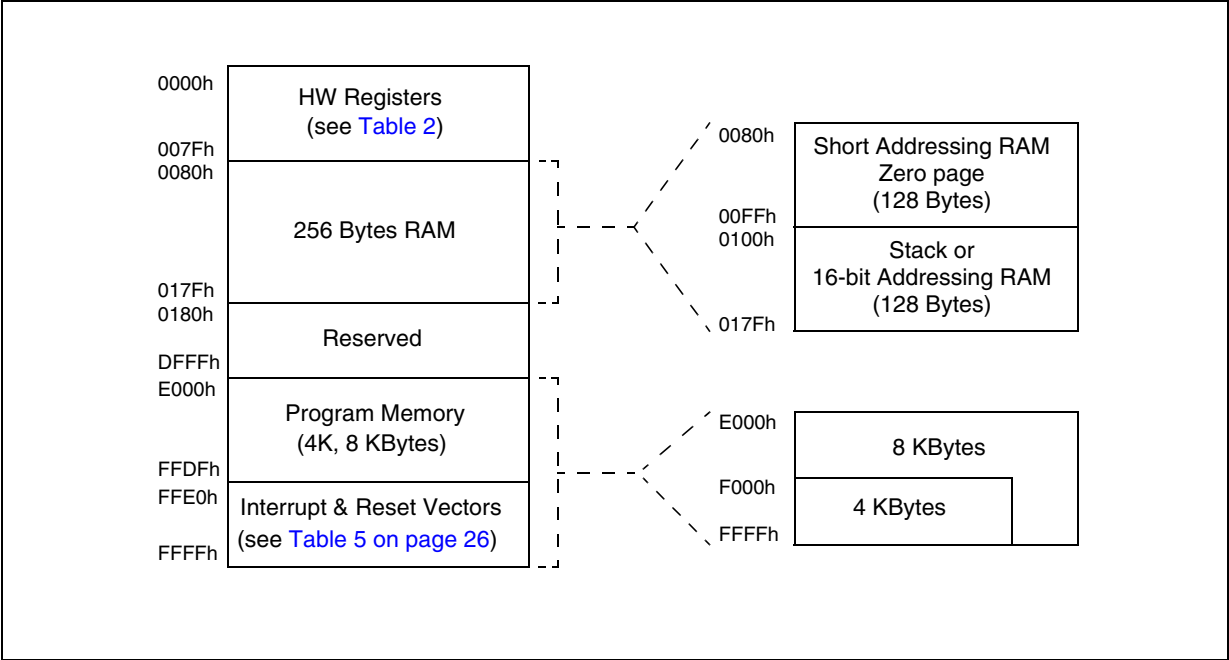 0000h
HW Registers
(see Table 2)
007Fh
0080h
256 Bytes RAM
017Fh
0180h
Reserved
DFFFh
E000h
Program Memory
(4K, 8 KBytes)
FFDFh
FFE0h
Interrupt & Reset Vectors
(see Table 5 on page 26)
FFFFh
0080h
Short Addressing RAM
Zero page
(128 Bytes)
00FFh
0100h
Stack or
16-bit Addressing RAM
(128 Bytes)
017Fh
E000h
8 KBytes
F000h
4 KBytes
FFFFh